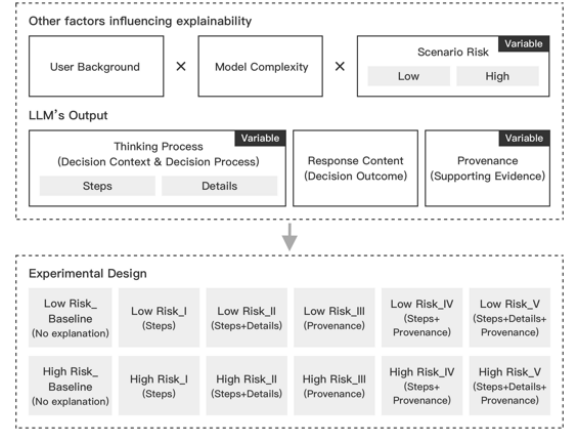 Other factors influencing explainability
User Background
×
Model Complexity
×
Variable
Scenario Risk
Low
High
LLM's Output
Variable
Thinking Process
(Decision Context & Decision Process)
Steps
Details
Response Content
(Decision Outcome)
Variable
Provenance
(Supporting Evidence)
Experimental Design
Low Risk_
Baseline
(No explanation)
Low Risk_I
(Steps)
Low Risk_II
(Steps+Details)
Low Risk_III
(Provenance)
Low Risk_IV
(Steps+
Provenance)
Low Risk_V
(Steps+Details+
Provenance)
High Risk_
Baseline
(No explanation)
High Risk_I
(Steps)
High Risk_II
(Steps+Details)
High Risk_III
(Provenance)
High Risk_IV
(Steps+
Provenance)
High Risk_V
(Steps+Details+
Provenance)